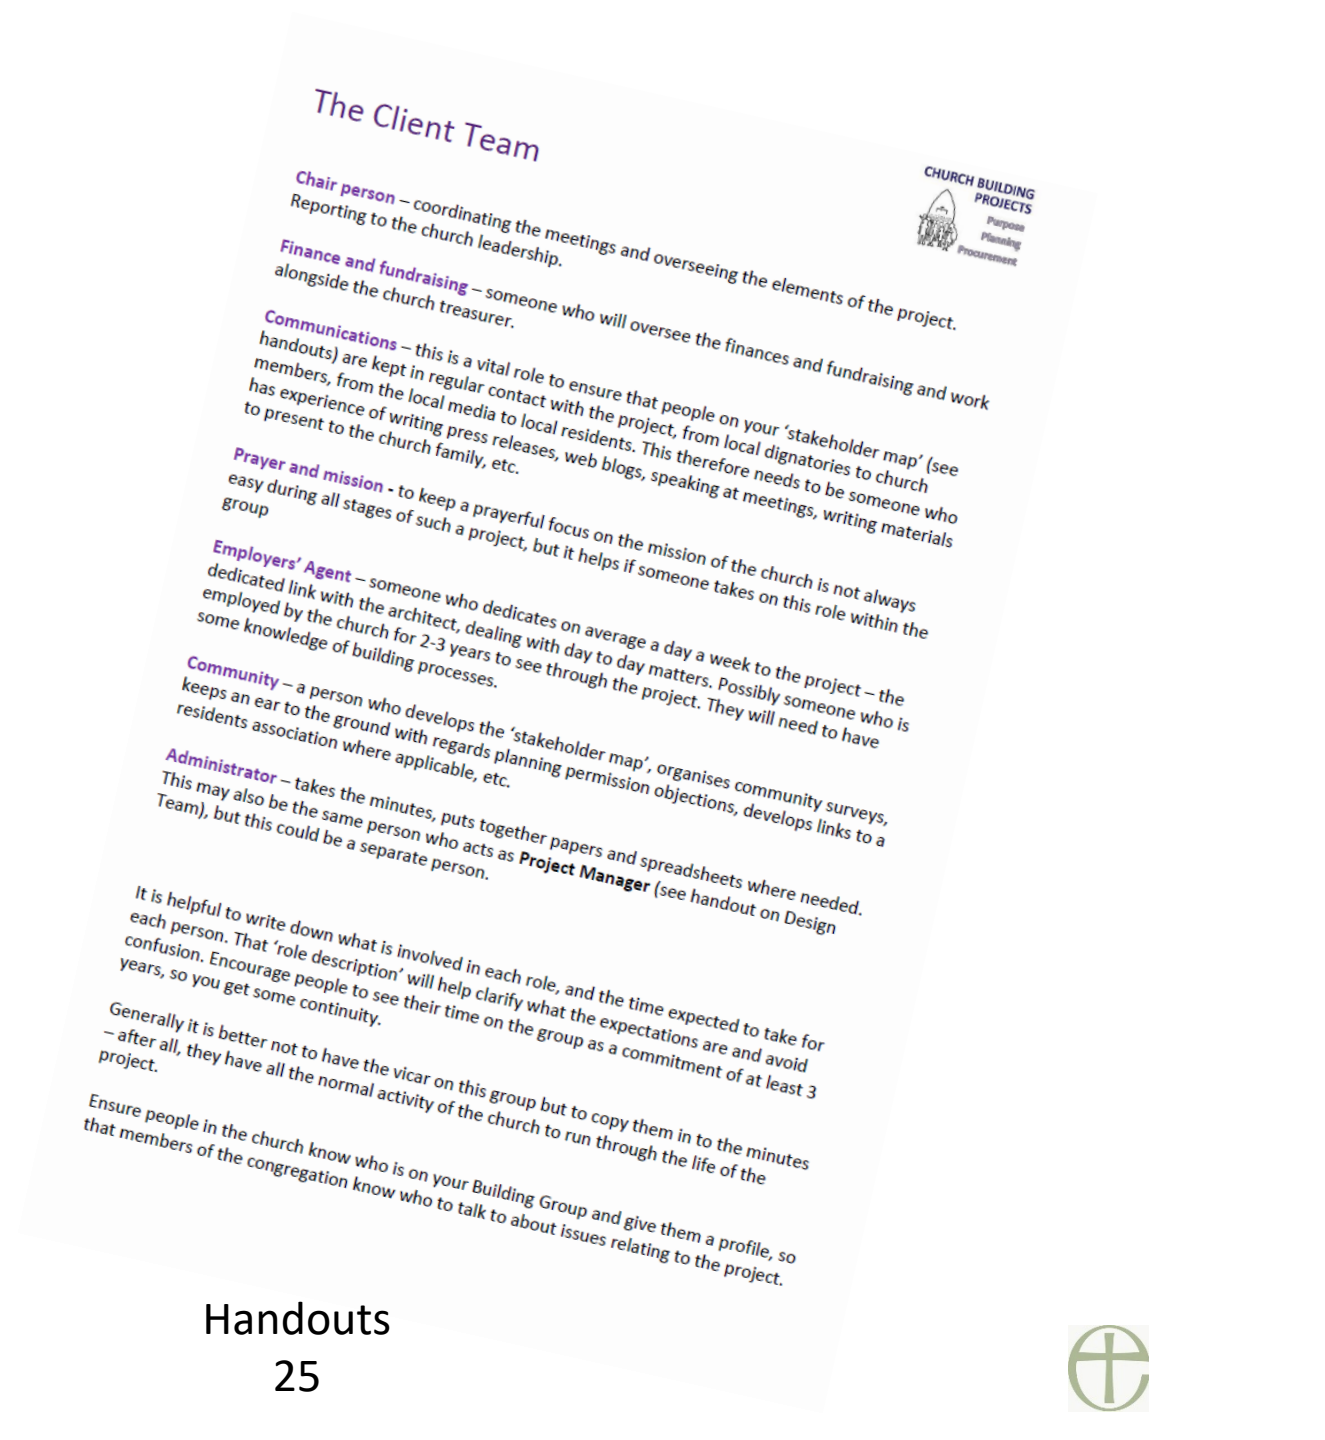 The Client Team
CHURCH BUILDING
PROJECTS
Purpose
Planning
Procurement
Chair person – coordinating the meetings and overseeing the elements of the project.
Reporting to the church leadership.
Finance and fundraising – someone who will oversee the finances and fundraising and work
alongside the church treasurer.
Communications – this is a vital role to ensure that people on your ‘stakeholder map’ (see
handouts) are kept in regular contact with the project, from local dignatories to church
members, from the local media to local residents. This therefore needs to be someone who
has experience of writing press releases, web blogs, speaking at meetings, writing materials
to present to the church family, etc.
Prayer and mission - to keep a prayerful focus on the mission of the church is not always
easy during all stages of such a project, but it helps if someone takes on this role within the
group
Employers’ Agent – someone who dedicates on average a day a week to the project – the
dedicated link with the architect, dealing with day to day matters. Possibly someone who is
employed by the church for 2-3 years to see through the project. They will need to have
some knowledge of building processes.
Community – a person who develops the ‘stakeholder map’, organises community surveys,
keeps an ear to the ground with regards planning permission objections, develops links to a
residents association where applicable, etc.
Administrator – takes the minutes, puts together papers and spreadsheets where needed.
This may also be the same person who acts as Project Manager (see handout on Design
Team), but this could be a separate person.
It is helpful to write down what is involved in each role, and the time expected to take for
each person. That ‘role description’ will help clarify what the expectations are and avoid
confusion. Encourage people to see their time on the group as a commitment of at least 3
years, so you get some continuity.
Generally it is better not to have the vicar on this group but to copy them in to the minutes
– after all, they have all the normal activity of the church to run through the life of the
project.
Ensure people in the church know who is on your Building Group and give them a profile, so
that members of the congregation know who to talk to about issues relating to the project.
Handouts
25